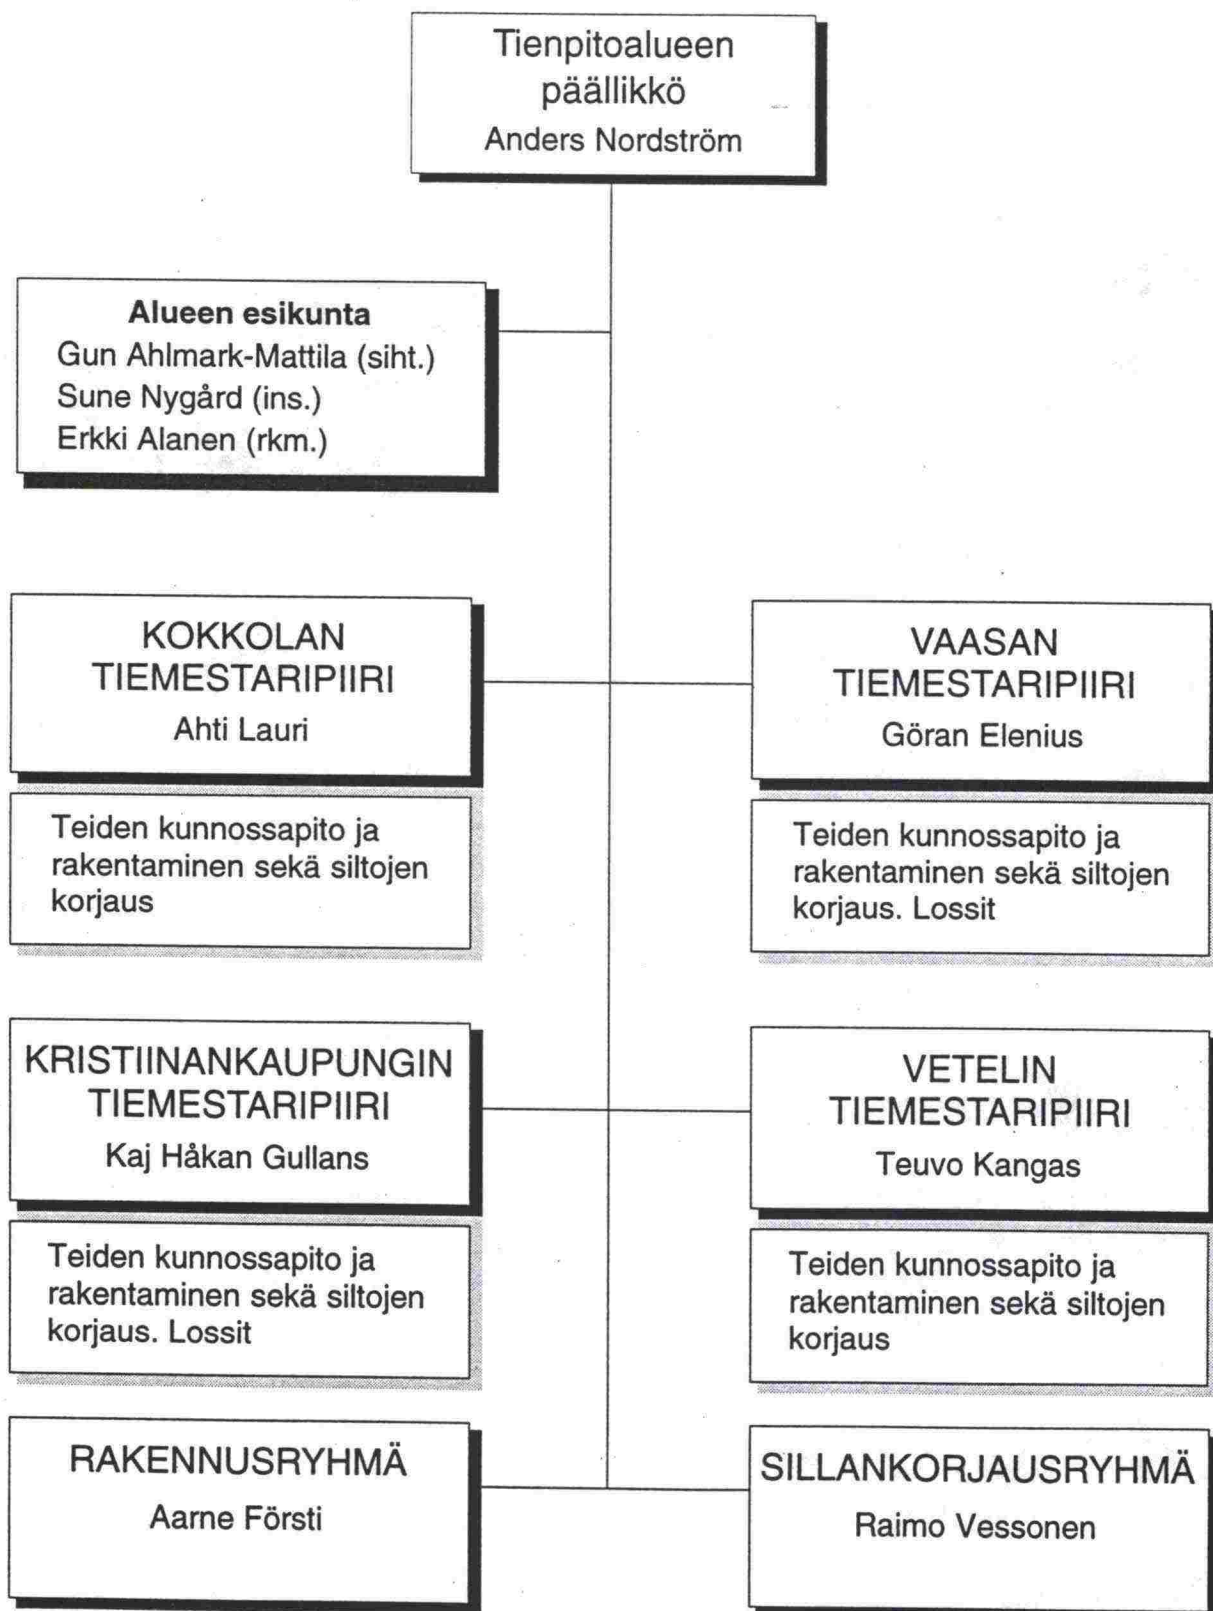 Tienpitoalueen
päällikkö
Anders Nordström
Alueen esikunta
Gun Ahlmark-Mattila (siht.)
Sune Nygård (ins.)
Erkki Alanen (rkm.)
KOKKOLAN
TIEMESTARIPIIRI
Ahti Lauri
Teiden kunnossapito ja
rakentaminen sekä siltojen
korjaus
VAASAN
TIEMESTARIPIIRI
Göran Elenius
Teiden kunnossapito ja
rakentaminen sekä siltojen
korjaus. Lossit
KRISTIINANKAUPUNGIN
TIEMESTARIPIIRI
Kaj Håkan Gullans
Teiden kunnossapito ja
rakentaminen sekä siltojen
korjaus. Lossit
VETELIN
TIEMESTARIPIIRI
Teuvo Kangas
Teiden kunnossapito ja
rakentaminen sekä siltojen
korjaus
RAKENNUSRYHMÄ
Aarne Försti
SILLANKORJAUSRYHMÄ
Raimo Vessonen